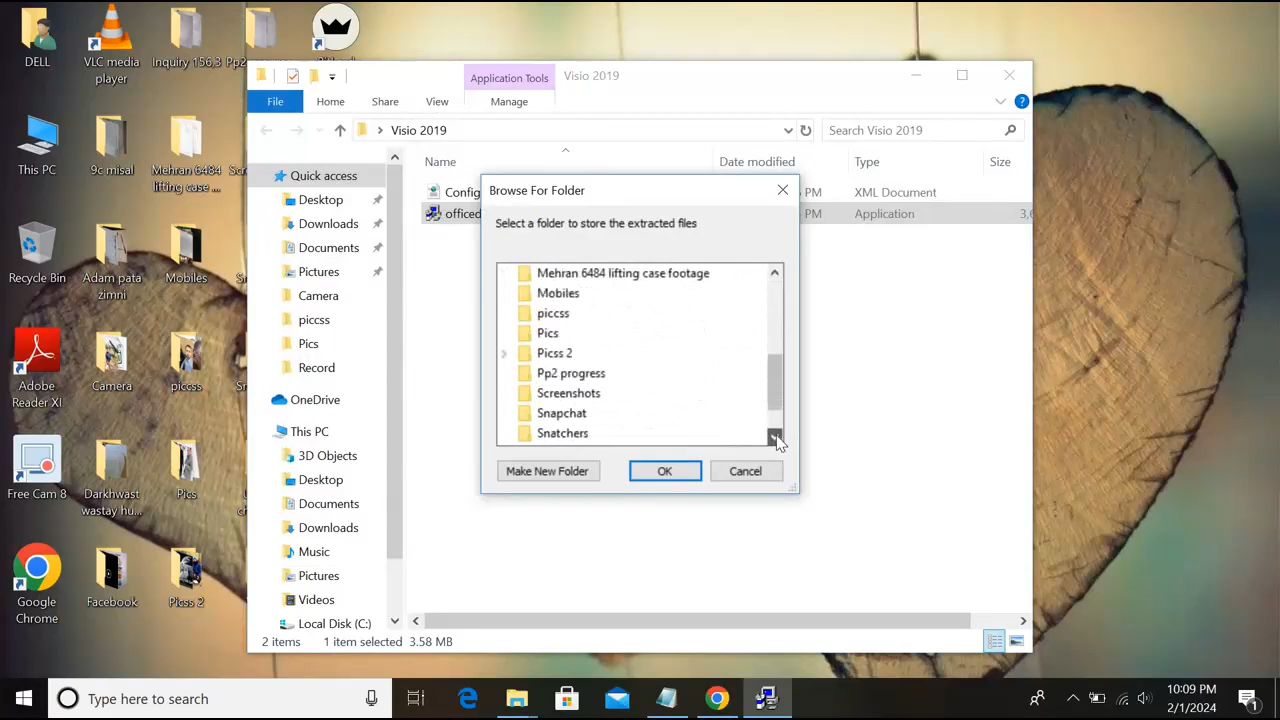 DELL
VLC media
player
Inquiry 156.3
Pp2
This PC
9c misal
Mehran 6484
lifting case ...
Recycle Bin
Adam pata
zimni
Mobiles
Adobe
Reader XI
Camera
piccss
Free Cam 8
Darkhwast
wastay hu...
Pics
Google
Chrome
Facebook
Picss 2
Application Tools
Visio 2019
File
Home
Share
View
Manage
Visio 2019
Search Visio 2019
Name
Date modified
Type
Size
Config
PM
XML Document
officed
PM
Application
3,6
Quick access
Desktop
Downloads
Documents
Pictures
Camera
piccss
Pics
Record
OneDrive
This PC
3D Objects
Desktop
Documents
Downloads
Music
Pictures
Videos
Local Disk (C:)
2 items
1 item selected
3.58 MB
Browse For Folder
Select a folder to store the extracted files
Mehran 6484 lifting case footage
Mobiles
piccss
Pics
Picss 2
Pp2 progress
Screenshots
Snapchat
Snatchers
Make New Folder
OK
Cancel
Type here to search
10:09 PM
2/1/2024
1